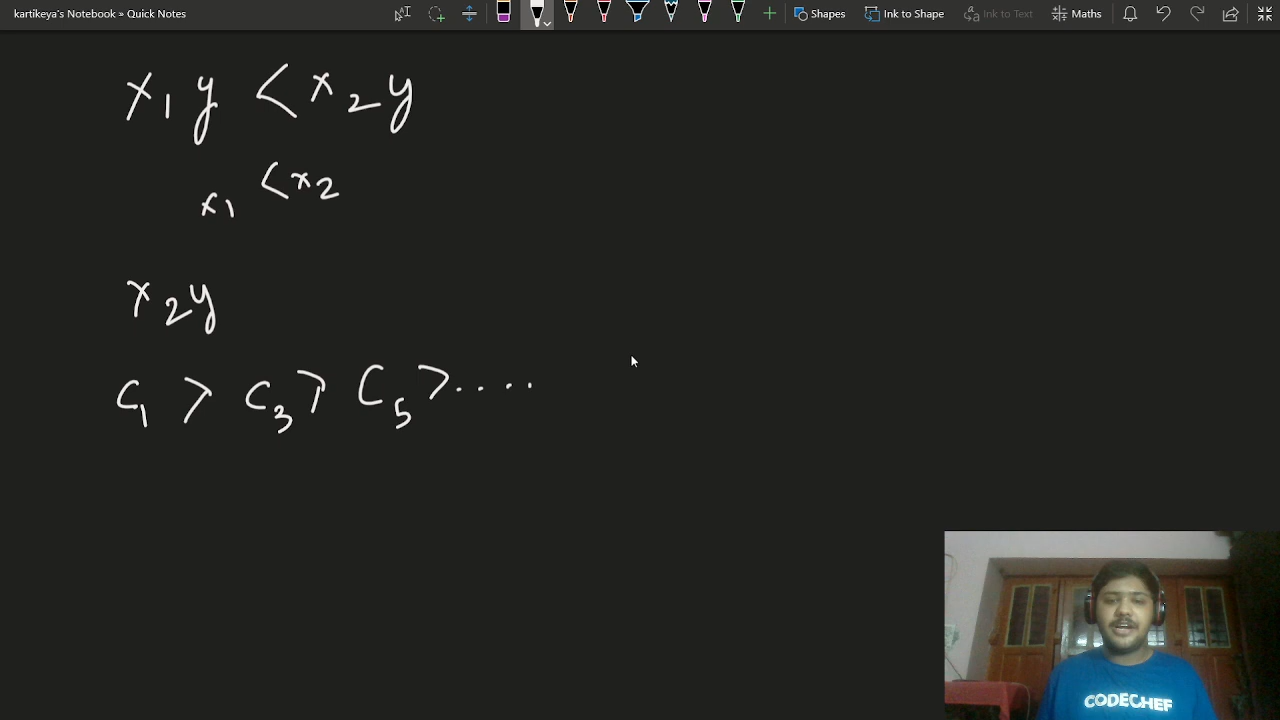 kartikeya's Notebook » Quick Notes
Shapes
Ink to Shape
Ink to Text
Maths
x₁y < x₂y
x₁ < x₂
x₂y
C₁ > C₃ > C₅ > ....
CODECHEF